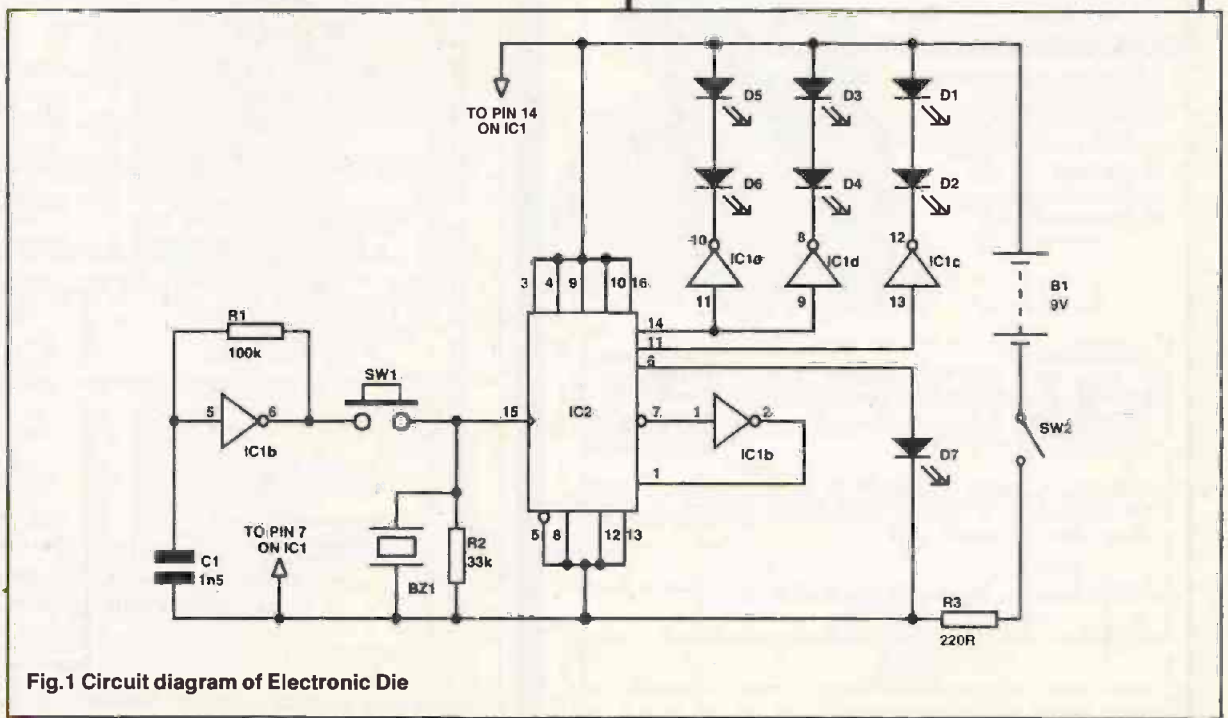 TO PIN 14
ON IC1
D5
D3
D1
D6
D4
D2
10
8
12
IC1d
IC1c
11
9
13
B1
9V
3
4
9
10
16
14
11
6
R1
100k
SW1
5
6
IC1b
15
IC2
7
1
2
IC1b
1
SW2
D7
TO PIN 7
ON IC1
5
8
12
13
C1
1n5
BZ1
R2
33k
R3
220R
Fig.1 Circuit diagram of Electronic Die